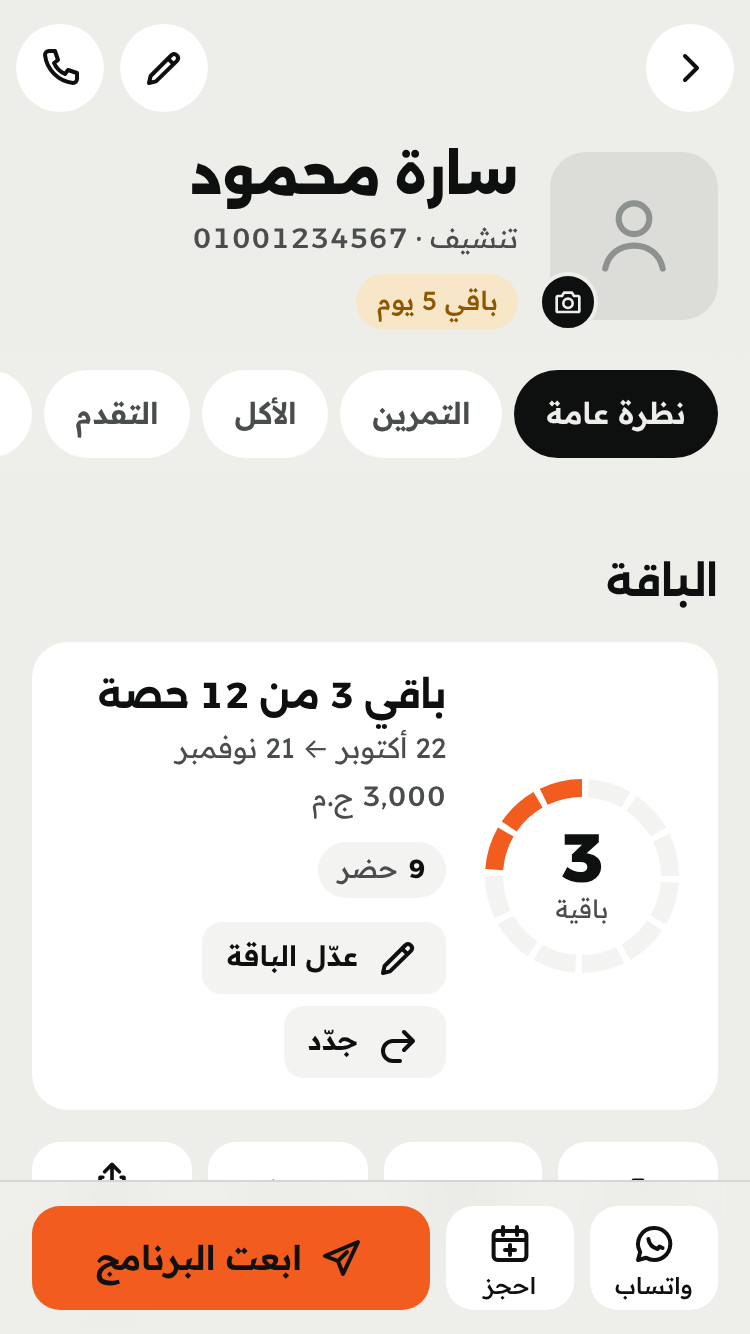 سارة محمود
تنشيف · 01001234567
باقي 5 يوم
نظرة عامة
التمرين
الأكل
التقدم
الباقة
باقي 3 من 12 حصة
22 أكتوبر ← 21 نوفمبر
3,000 ج.م
9 حضر
3
باقية
عدّل الباقة
جدّد
واتساب
احجز
ابعت البرنامج